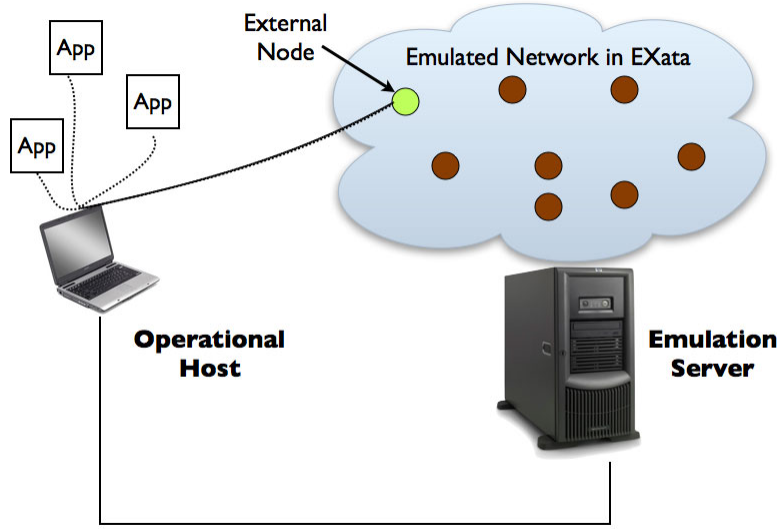 External
Node
Emulated Network in EXata
App
App
App
Operational
Host
Emulation
Server